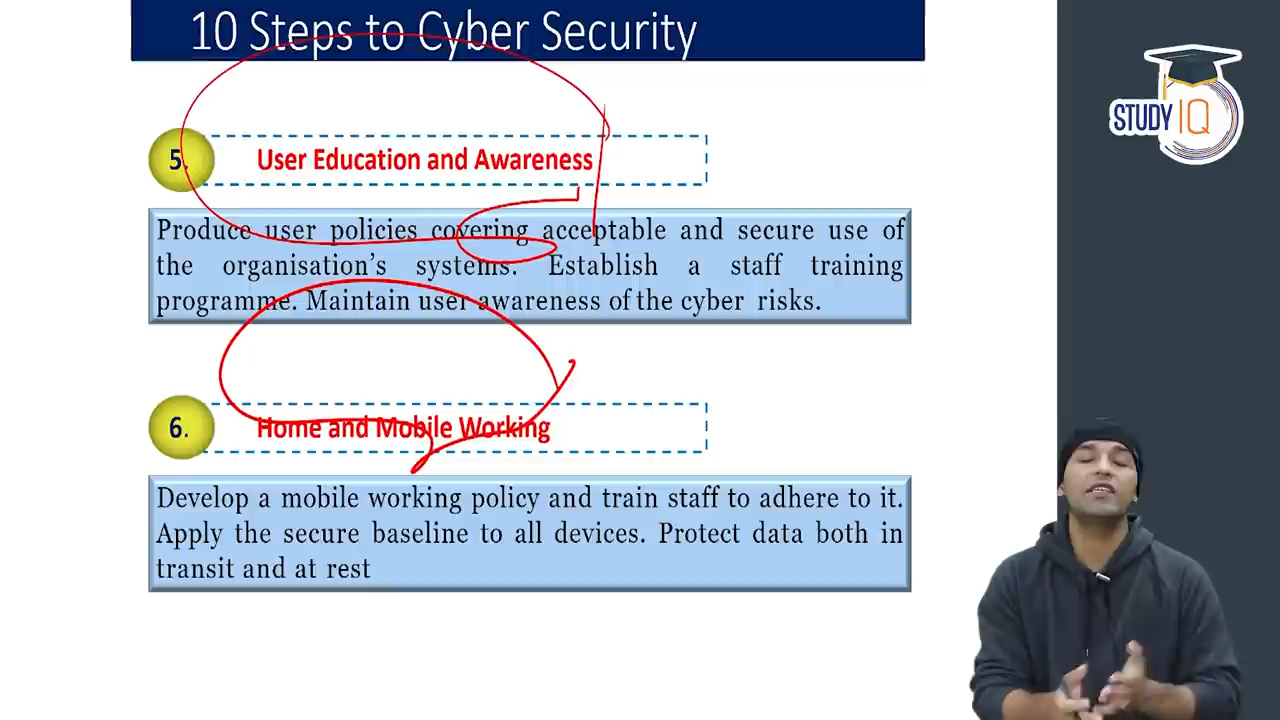 10 Steps to Cyber Security
STUDY IQ
5. User Education and Awareness
Produce user policies covering acceptable and secure use of
the organisation’s systems. Establish a staff training
programme. Maintain user awareness of the cyber risks.
6. Home and Mobile Working
Develop a mobile working policy and train staff to adhere to it.
Apply the secure baseline to all devices. Protect data both in
transit and at rest